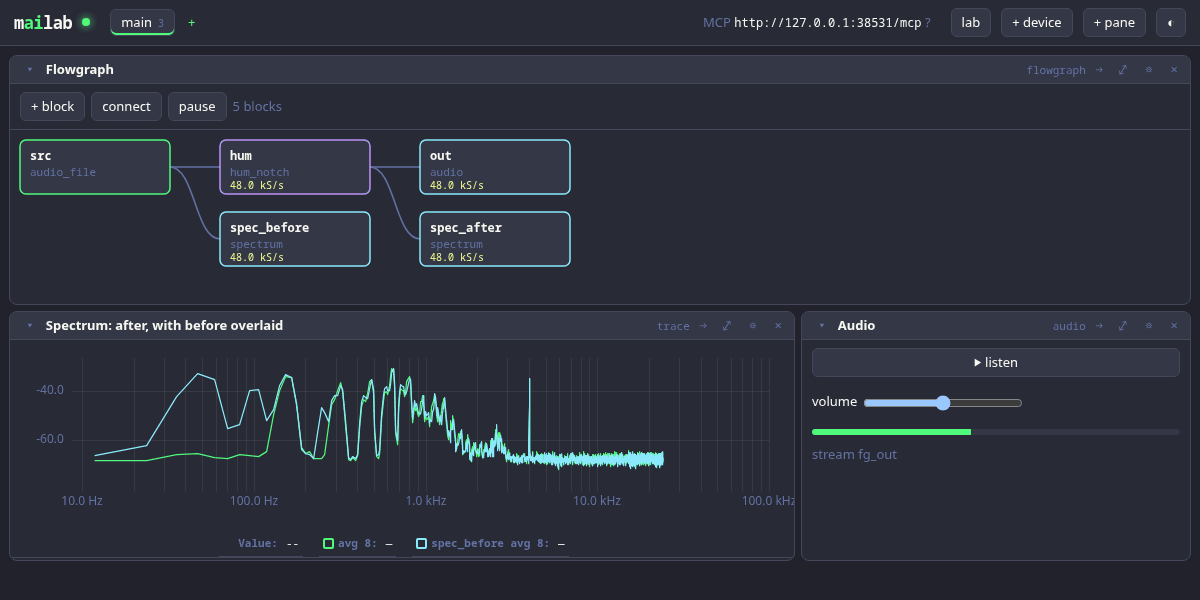 mailab
main 3 +
MCP http://127.0.0.1:38531/mcp ?
lab
+ device
+ pane
Flowgraph
flowgraph
+ block
connect
pause
5 blocks
src
audio_file
hum
hum_notch
48.0 kS/s
out
audio
48.0 kS/s
spec_before
spectrum
48.0 kS/s
spec_after
spectrum
48.0 kS/s
Spectrum: after, with before overlaid
trace
-40.0
-60.0
10.0 Hz
100.0 Hz
1.0 kHz
10.0 kHz
100.0 kHz
Value: --
avg 8: —
spec_before avg 8: —
Audio
audio
listen
volume
stream fg_out